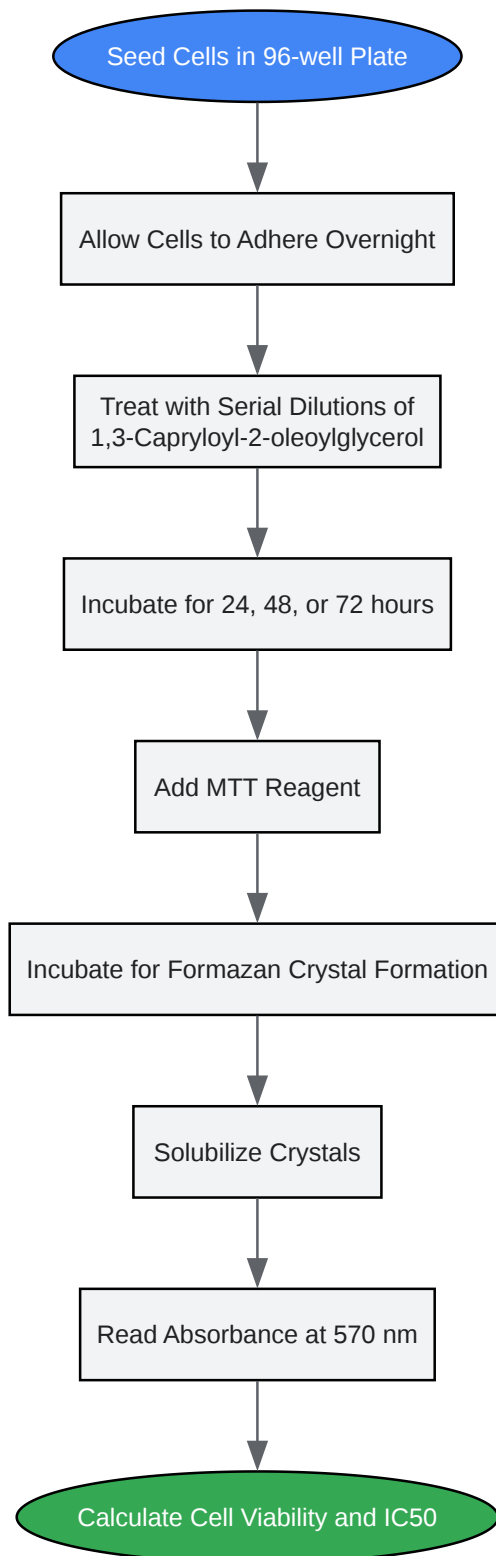 Seed Cells in 96-well Plate
Allow Cells to Adhere Overnight
Treat with Serial Dilutions of
1,3-Capryloyl-2-oleoylglycerol
Incubate for 24, 48, or 72 hours
Add MTT Reagent
Incubate for Formazan Crystal Formation
Solubilize Crystals
Read Absorbance at 570 nm
Calculate Cell Viability and IC50